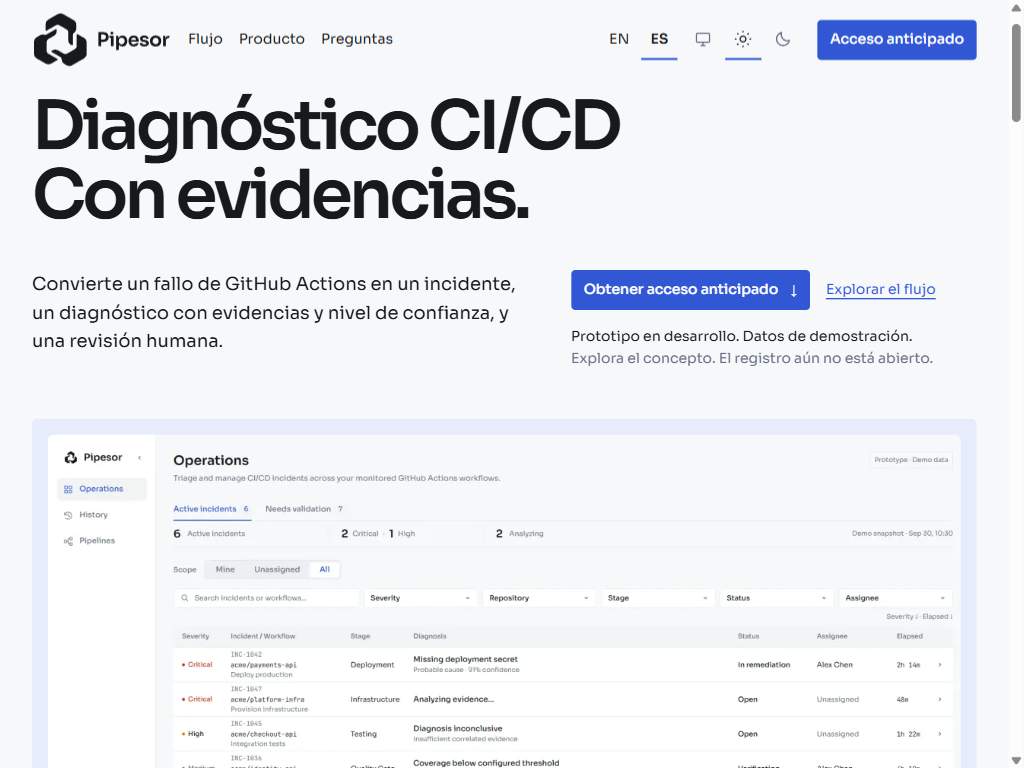 Pipesor Flujo Producto Preguntas EN ES Acceso anticipado
Diagnóstico CI/CD
Con evidencias.
Convierte un fallo de GitHub Actions en un incidente,
un diagnóstico con evidencias y nivel de confianza, y
una revisión humana.
Obtener acceso anticipado ↓ Explorar el flujo
Prototipo en desarrollo. Datos de demostración.
Explora el concepto. El registro aún no está abierto.
Pipesor
Operations
History
Pipelines
Operations
Prototype · Demo data
Triage and manage CI/CD incidents across your monitored GitHub Actions workflows.
Active incidents 6 Needs validation 7
6 Active incidents 2 Critical · 1 High 2 Analyzing Demo snapshot · Sep 20, 10:30
Scope Mine Unassigned All
Search incidents or workflows... Severity Repository Stage Status Assignee
Severity ↓ · Elapsed ↓
Severity Incident / Workflow Stage Diagnosis Status Assignee Elapsed
INC-1042
Critical acme/payments-api Deployment Missing deployment secret In remediation Alex Chen 2h 14m
Deploy production Probable cause · 91% confidence
INC-1047
Critical acme/platform-infra Infrastructure Analyzing evidence... Open Unassigned 48m
Provision infrastructure
INC-1045
High acme/checkout-api Testing Diagnosis inconclusive Open Unassigned 1h 22m
Integration tests Insufficient correlated evidence
INC-1036
Coverage below configured threshold